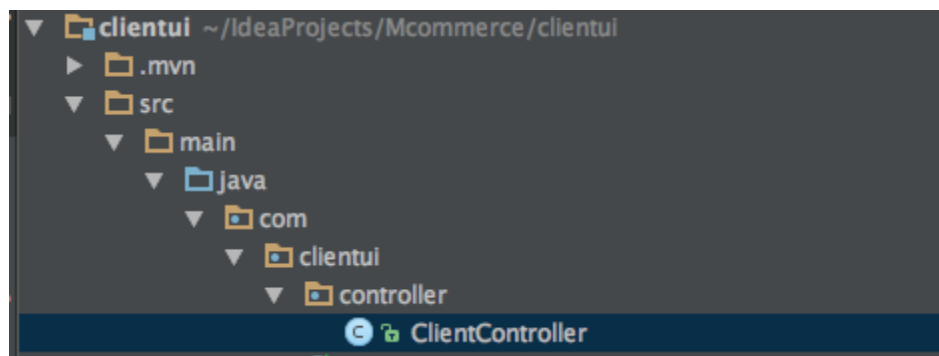 clientui ~/IdeaProjects/Mcommerce/clientui
.mvn
src
main
java
com
clientui
controller
ClientController